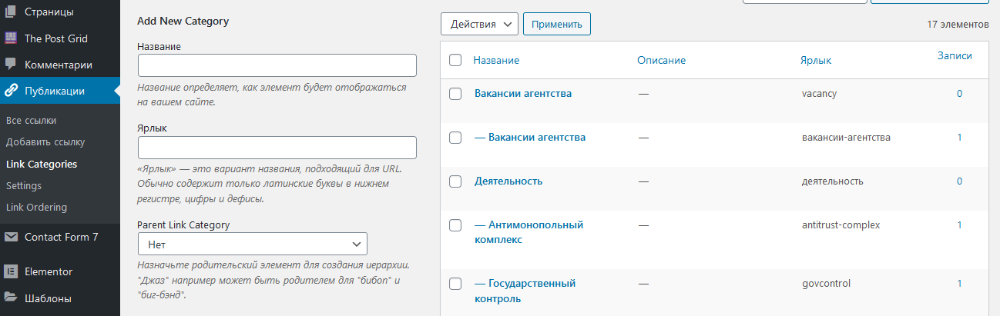 Страницы
The Post Grid
Комментарии
Публикации
Все ссылки
Добавить ссылку
Link Categories
Settings
Link Ordering
Contact Form 7
Elementor
Шаблоны
Add New Category
Название
Название определяет, как элемент будет отображаться
на вашем сайте.
Ярлык
«Ярлык» — это вариант названия, подходящий для URL.
Обычно содержит только латинские буквы в нижнем
регистре, цифры и дефисы.
Parent Link Category
Нет
Назначьте родительский элемент для создания иерархии.
"Джаз" например может быть родителем для "бибоп" и
"биг-бэнд".
Действия Применить 17 элементов
Название Описание Ярлык Записи
Вакансии агентства — vacancy 0
— Вакансии агентства — вакансии-агентства 1
Деятельность — деятельность 0
— Антимонопольный — antitrust-complex 1
комплекс
— Государственный — govcontrol 1
контроль